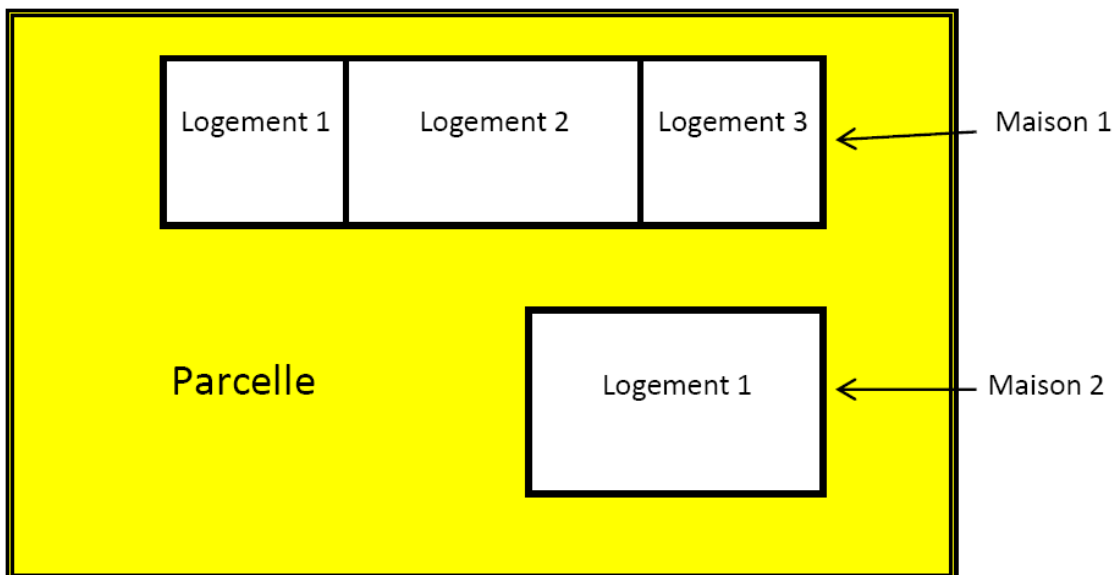 Logement 1
Logement 2
Logement 3
Maison 1
Parcelle
Logement 1
Maison 2